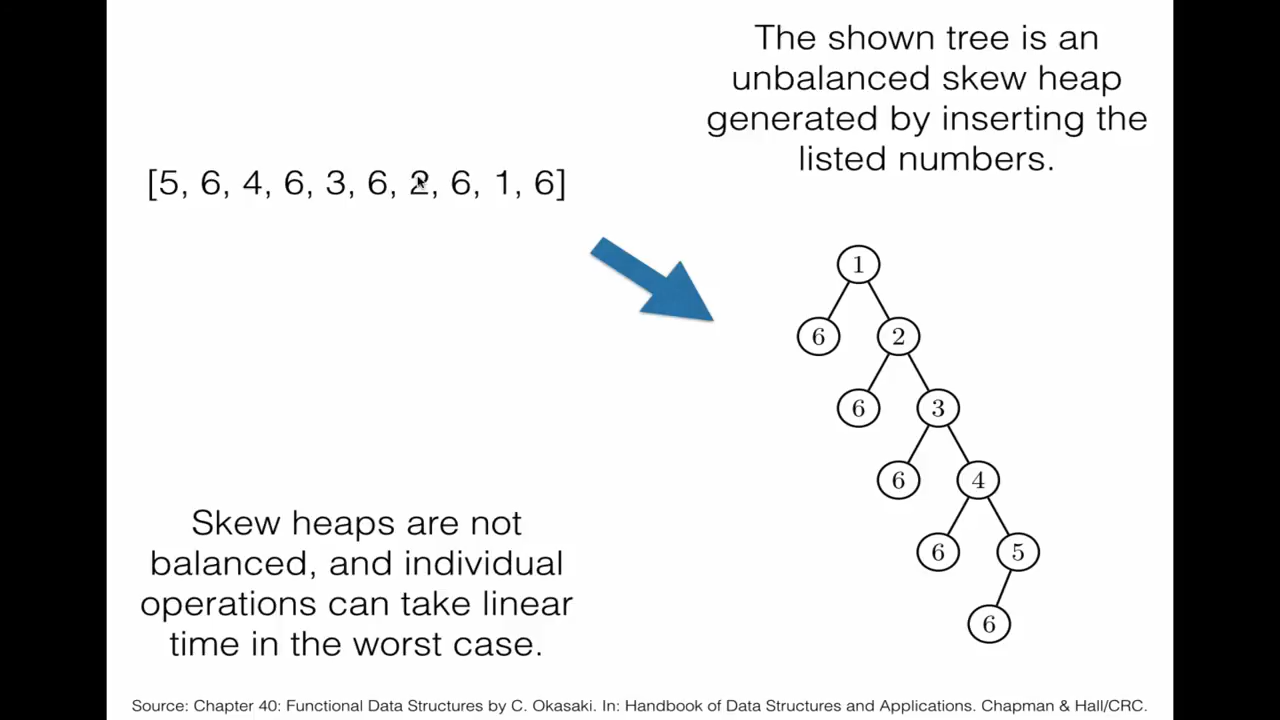 The shown tree is an
unbalanced skew heap
generated by inserting the
listed numbers.
[5, 6, 4, 6, 3, 6, 2, 6, 1, 6]
1
6 2
6 3
6 4
6 5
6
Skew heaps are not
balanced, and individual
operations can take linear
time in the worst case.
Source: Chapter 40: Functional Data Structures by C. Okasaki. In: Handbook of Data Structures and Applications. Chapman & Hall/CRC.